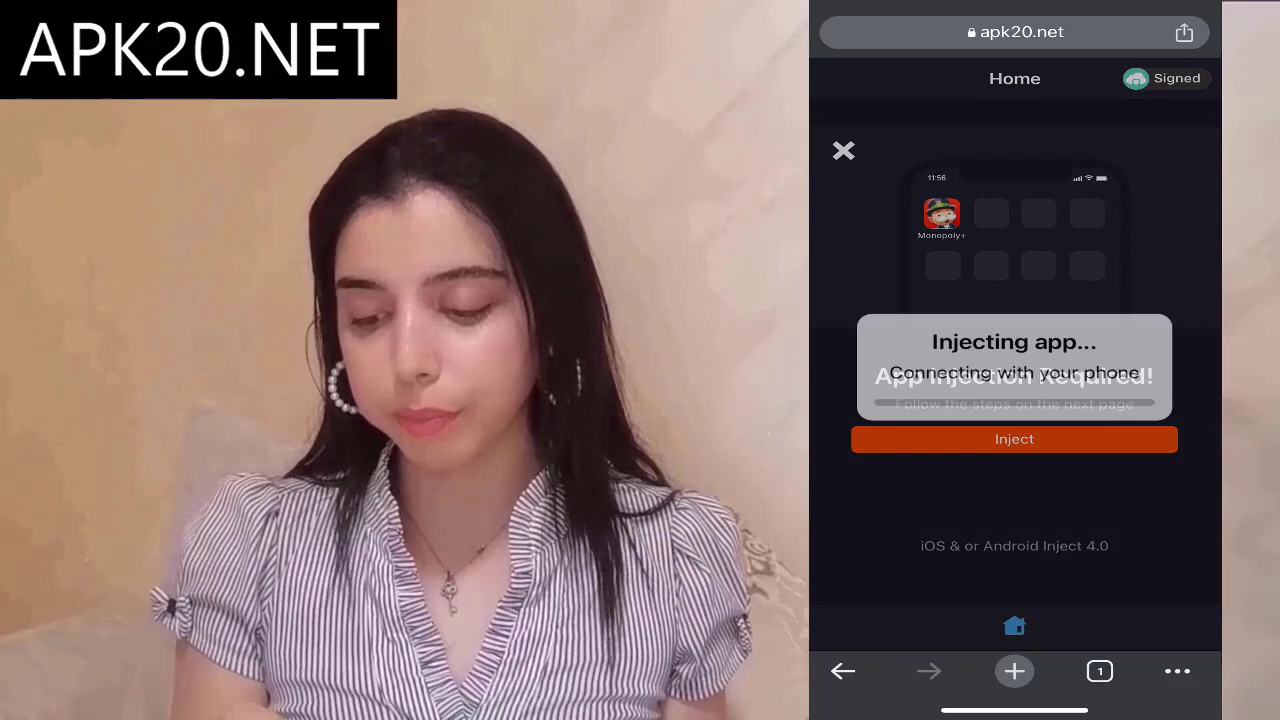 APK20.NET
apk20.net
Home
Signed
11:56
Monopoly+
Injecting app...
Connecting with your phone
App Injection Required!
Follow the steps on the next page
Inject
iOS & or Android Inject 4.0
1